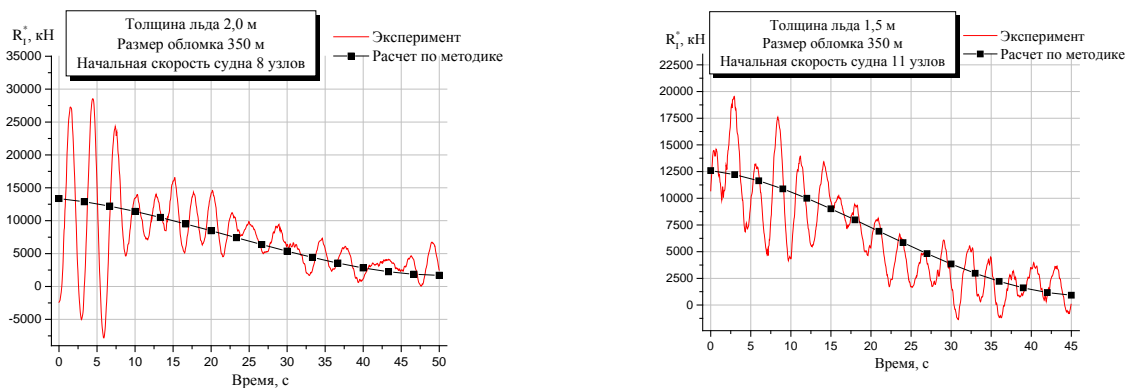 Толщина льда 2,0 м
Размер обломка 350 м
Начальная скорость судна 8 узлов
R*I, кН
Эксперимент
Расчет по методике
35000
30000
25000
20000
15000
10000
5000
0
-5000
0 5 10 15 20 25 30 35 40 45 50
Время, с
Толщина льда 1,5 м
Размер обломка 350 м
Начальная скорость судна 11 узлов
R*I, кН
Эксперимент
Расчет по методике
22500
20000
17500
15000
12500
10000
7500
5000
2500
0
0 5 10 15 20 25 30 35 40 45
Время, с